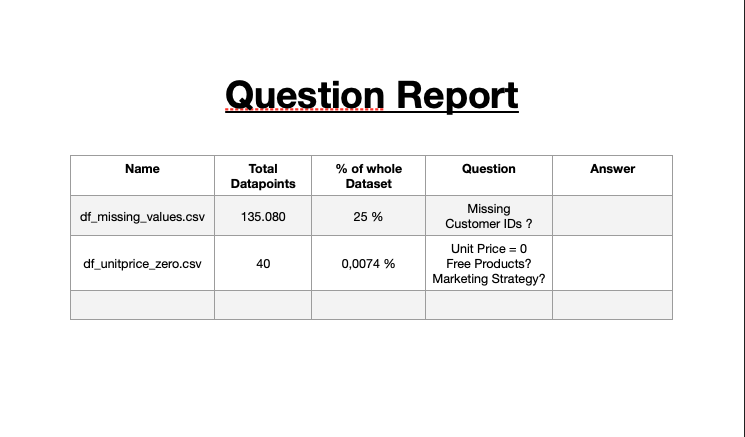 Question Report
Name
Total
Datapoints
% of whole
Dataset
Question
Answer
df_missing_values.csv
135.080
25 %
Missing
Customer IDs ?
df_unitprice_zero.csv
40
0,0074 %
Unit Price = 0
Free Products?
Marketing Strategy?